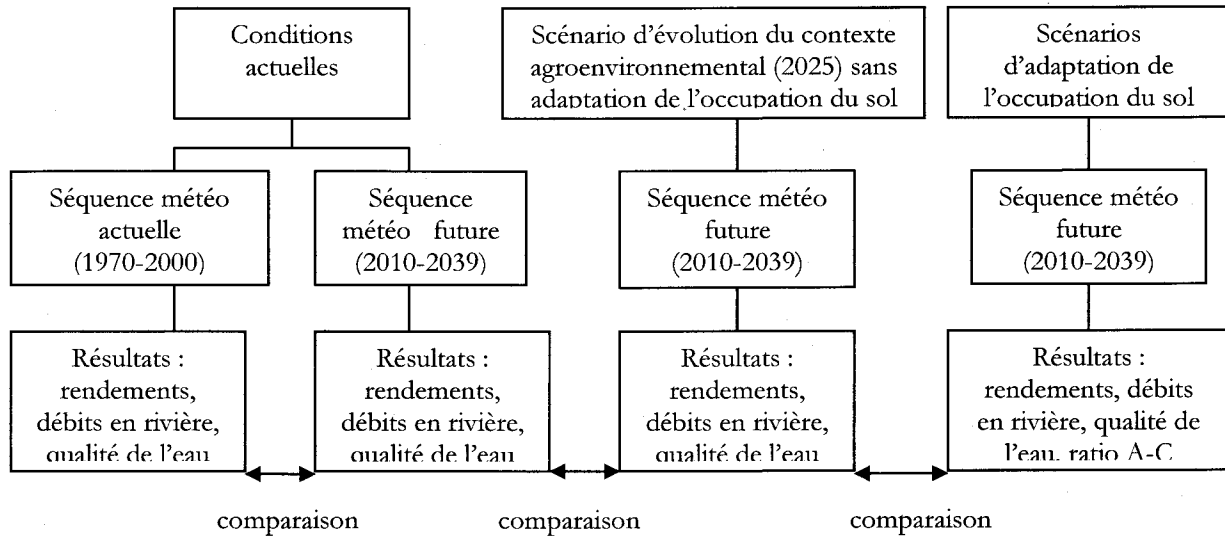 Conditions
actuelles
Scénario d'évolution du contexte
agroenvironnemental (2025) sans
adaptation de l'occupation du sol
Scénarios
d'adaptation de
l'occupation du sol
Séquence météo
actuelle
(1970-2000)
Séquence
météo future
(2010-2039)
Séquence météo
future
(2010-2039)
Séquence météo
future
(2010-2039)
Résultats :
rendements,
débits en rivière,
qualité de l'eau
Résultats :
rendements,
débits en rivière,
qualité de l'eau
Résultats :
rendements,
débits en rivière,
qualité de l'eau
Résultats :
rendements, débits
en rivière, qualité de
l'eau, ratio A-C
comparaison
comparaison
comparaison